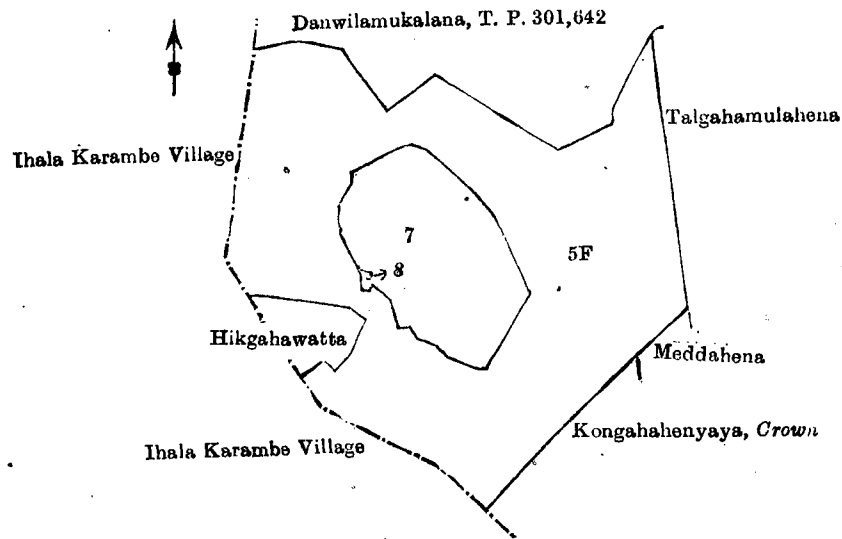 Danwilamukalana, T. P. 301,642
Talgahamulahena
Ihala Karambe Village
7
5F
8
Hikgahawatta
Meddahena
Kongahahenyaya, Crown
Ihala Karambe Village